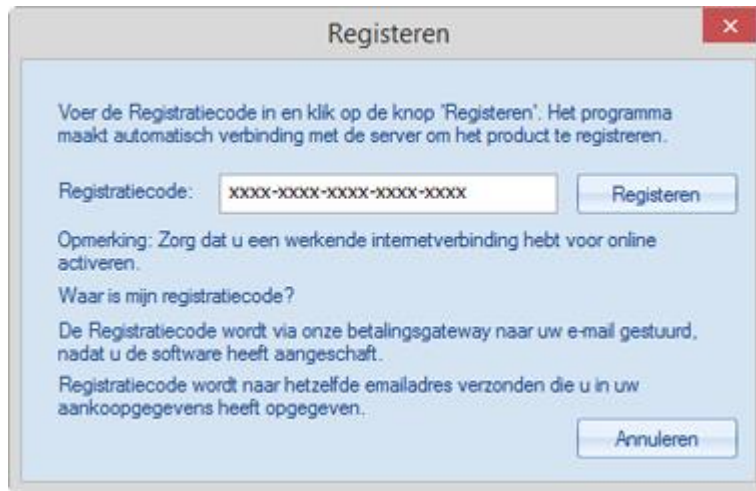 Registeren
Voer de Registratiecode in en klik op de knop 'Registeren'. Het programma
maakt automatisch verbinding met de server om het product te registreren.
Registratiecode: xxxx-xxxx-xxxx-xxxx-xxxx Registeren
Opmerking: Zorg dat u een werkende internetverbinding hebt voor online
activeren.
Waar is mijn registratiecode?
De Registratiecode wordt via onze betalingsgateway naar uw e-mail gestuurd,
nadat u de software heeft aangeschaft.
Registratiecode wordt naar hetzelfde emailadres verzonden die u in uw
aankoopgegevens heeft opgegeven.
Annuleren